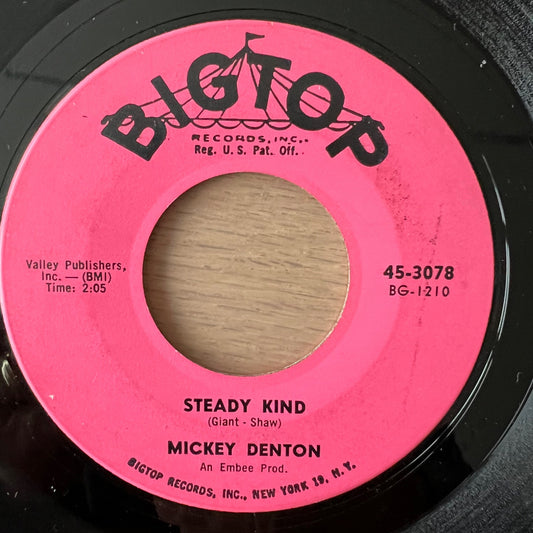 BIGTOP
RECORDS, INC.
Reg. U.S. Pat. Off.
Valley Publishers,
Inc. — (BMI)
Time: 2:05
45-3078
BG-1210
STEADY KIND
(Giant - Shaw)
MICKEY DENTON
An Embee Prod.
BIGTOP RECORDS, INC., NEW YORK 19, N. Y.